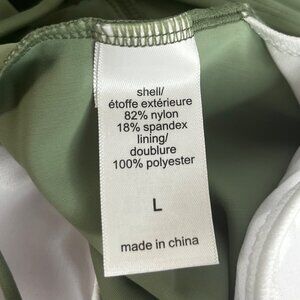 shell/
étoffe extérieure
82% nylon
18% spandex
lining/
doublure
100% polyester
L
made in china